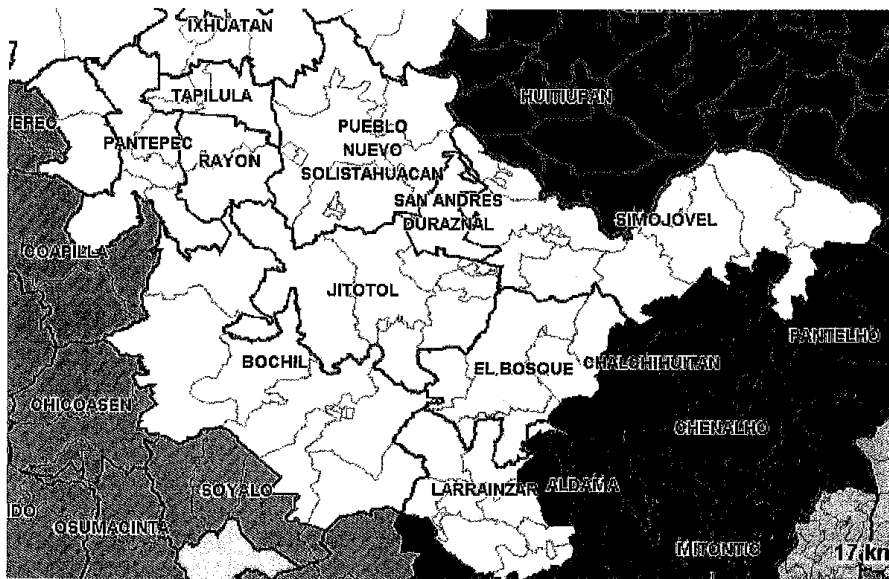 IXHUATAN
HUITIUPAN
TAPILULA
PUEBLO
NUEVO
SOLISTAHUACAN
PANTEPEC
RAYON
SAN ANDRES
DURAZNAL
SIMOJOVEL
COAPILLA
JITOTOL
PANTELHO
BOCHIL
EL BOSQUE
CHALCHIHUITAN
CHICOASEN
CHENALHO
SOYALO
LARRAINZAR
ALDAMA
OSUMACINTA
MITONTIC
17 km